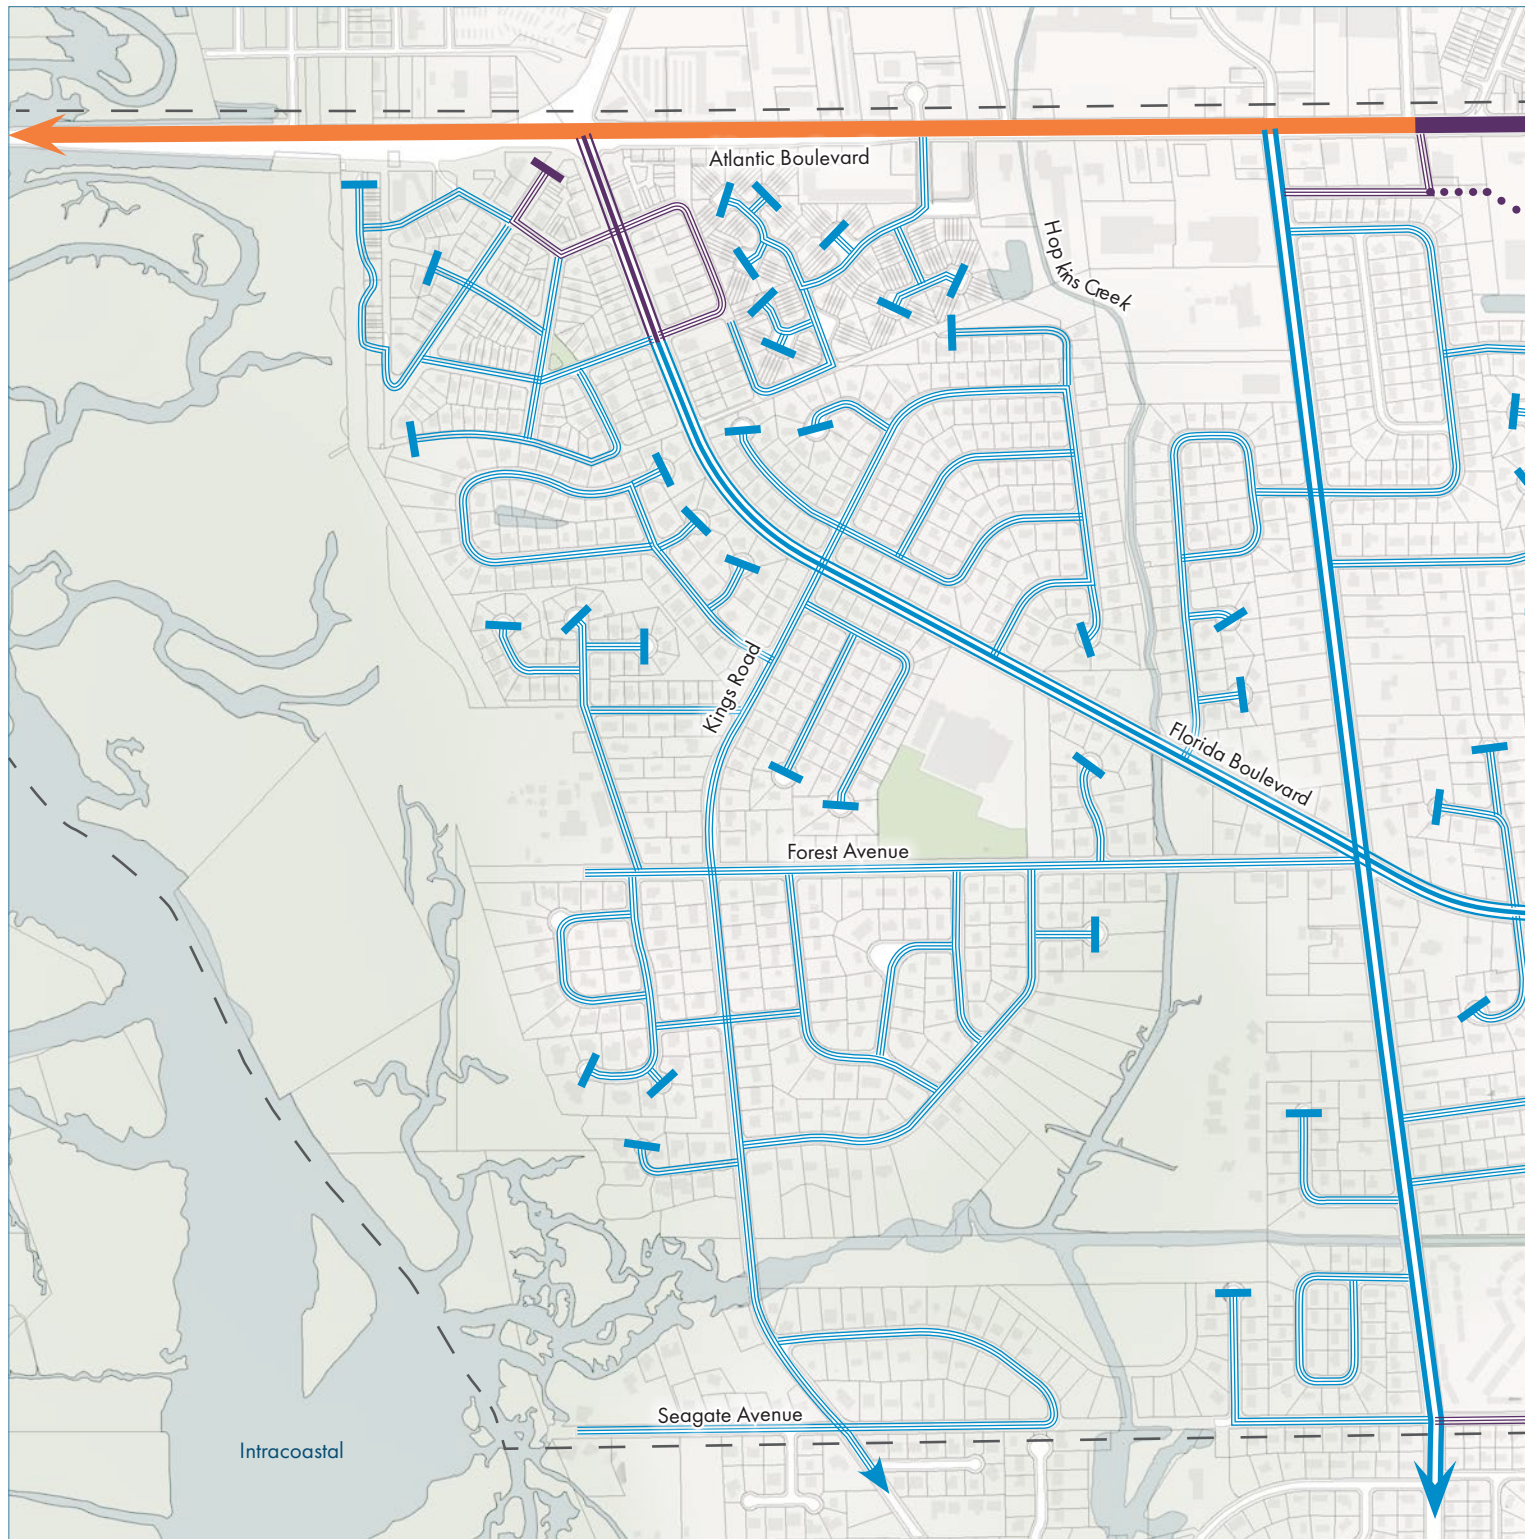 Atlantic Boulevard
Hopkins Creek
Kings Road
Florida Boulevard
Forest Avenue
Seagate Avenue
Intracoastal